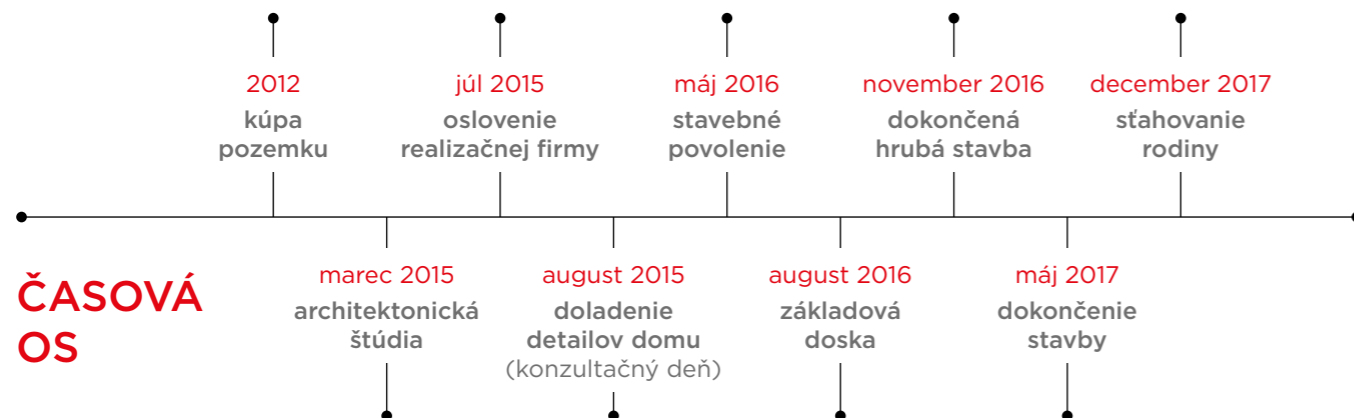 2012
kúpa
pozemku
júl 2015
oslovenie
realizačnej firmy
máj 2016
stavebné
povolenie
november 2016
dokončená
hrubá stavba
december 2017
sťahovanie
rodiny
ČASOVÁ
OS
marec 2015
architektonická
štúdia
august 2015
doladenie
detailov domu
(konzultačný deň)
august 2016
základová
doska
máj 2017
dokončenie
stavby